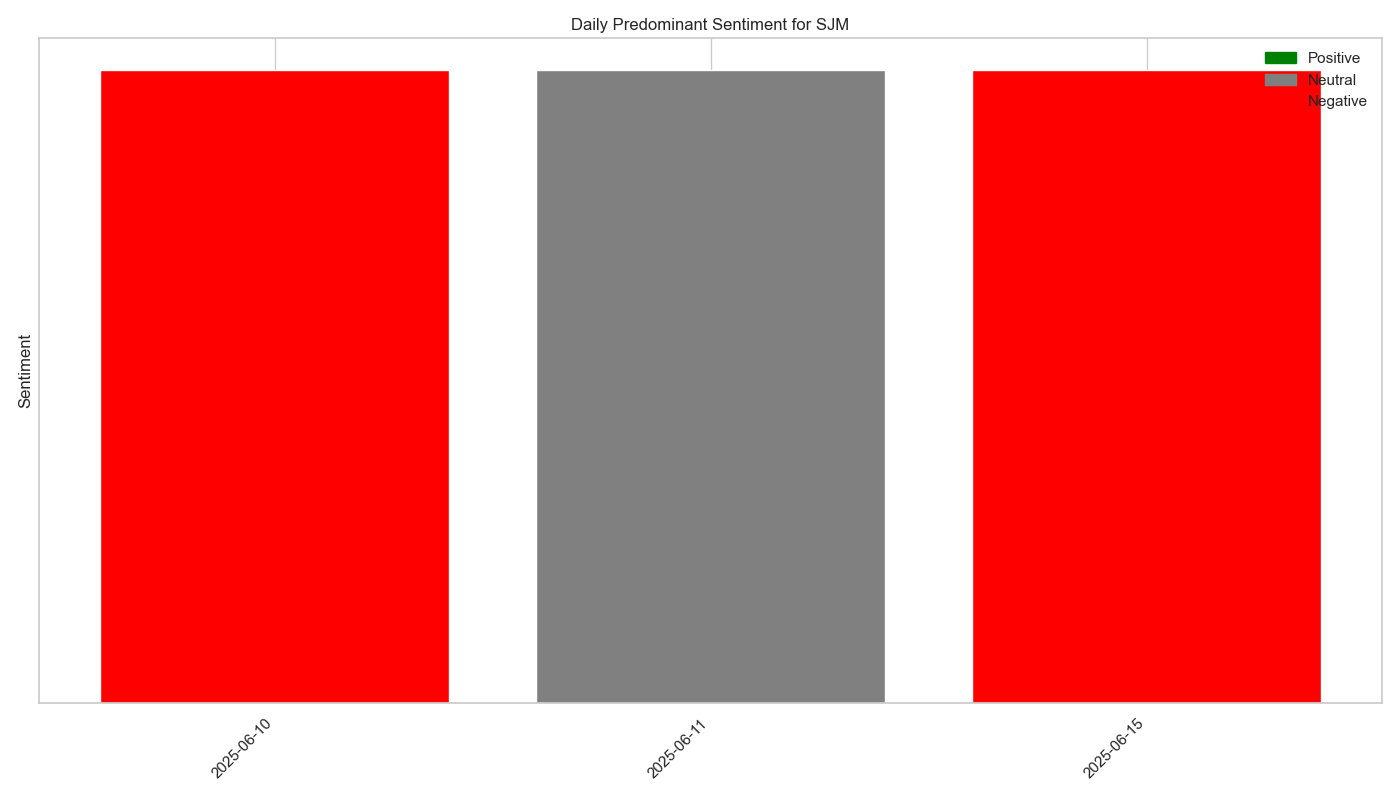 Daily Predominant Sentiment for SJM
Positive
Neutral
Negative
Sentiment
2025-06-10
2025-06-11
2025-06-15